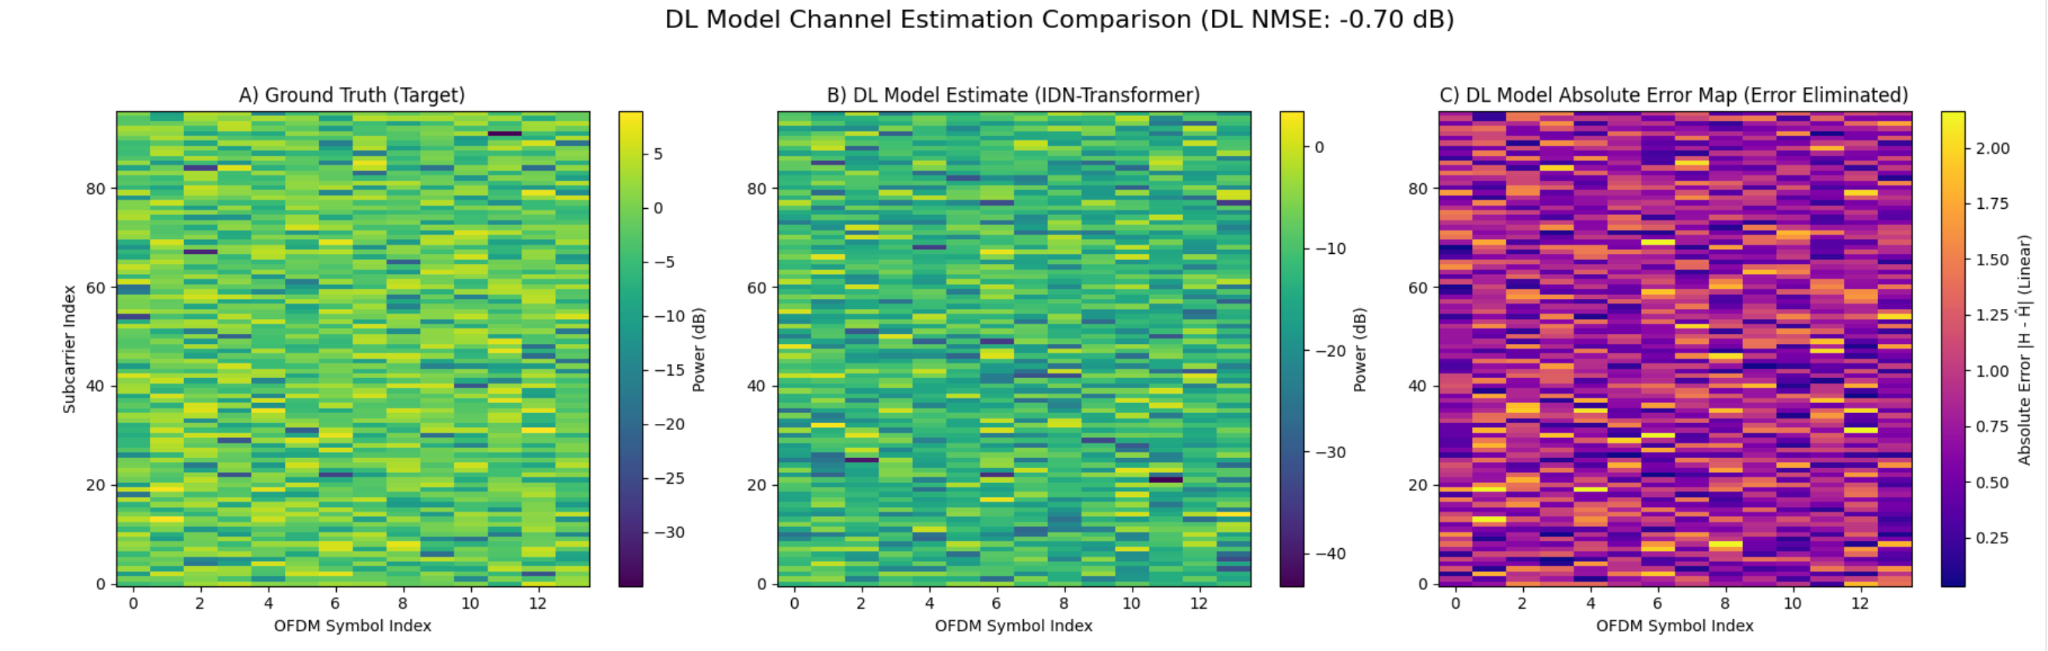 DL Model Channel Estimation Comparison (DL NMSE: -0.70 dB)
A) Ground Truth (Target)
Subcarrier Index
80
60
40
20
0
0 2 4 6 8 10 12
OFDM Symbol Index
5
0
−5
−10
−15
−20
−25
−30
Power (dB)
B) DL Model Estimate (IDN-Transformer)
80
60
40
20
0
0 2 4 6 8 10 12
OFDM Symbol Index
0
−10
−20
−30
−40
Power (dB)
C) DL Model Absolute Error Map (Error Eliminated)
80
60
40
20
0
0 2 4 6 8 10 12
OFDM Symbol Index
2.00
1.75
1.50
1.25
1.00
0.75
0.50
0.25
Absolute Error |H - Ĥ| (Linear)